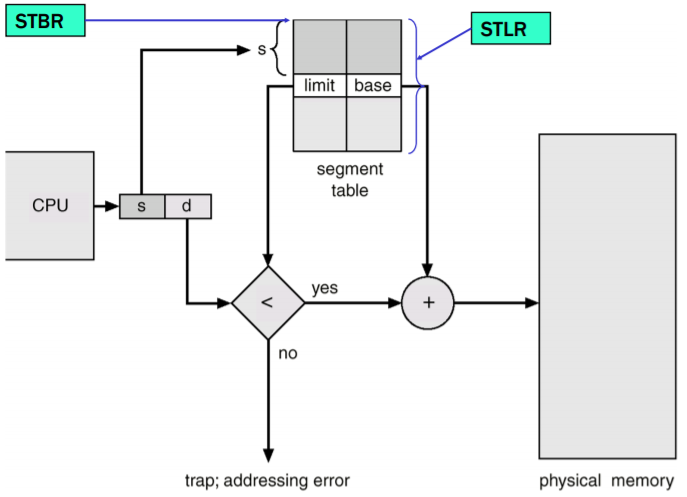 STBR
STLR
s
limit base
segment
table
CPU
s d
<
yes
+
no
trap; addressing error
physical memory